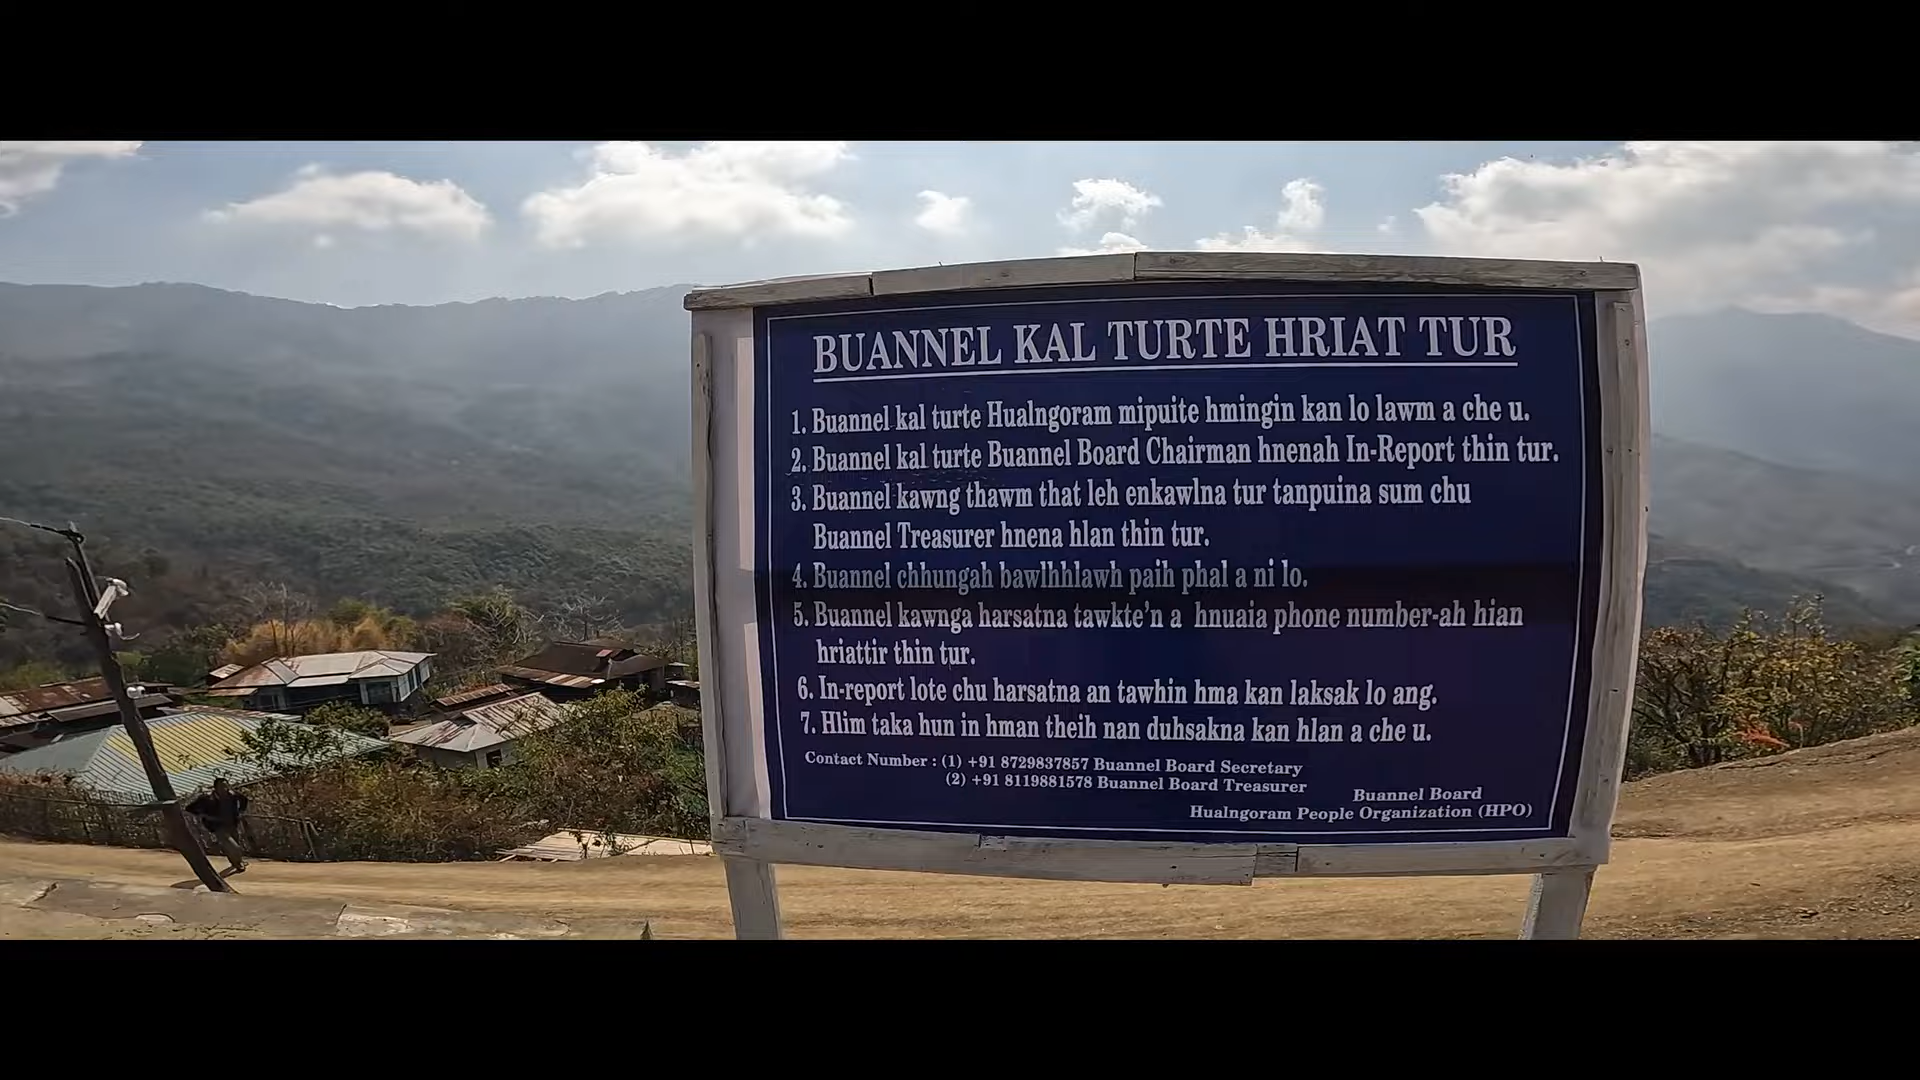 BUANNEL KAL TURTE HRIAT TUR
1. Buannel kal turte Hualngoram mipuite hmingin kan lo lawm a che u.
2. Buannel kal turte Buannel Board Chairman hnenah In-Report thin tur.
3. Buannel kawng thawm that leh enkawlna tur tanpuina sum chu
Buannel Treasurer hnena hlan thin tur.
4. Buannel chhungah bawlhhlawh paih phal a ni lo.
5. Buannel kawnga harsatna tawkte'n a hnuaia phone number-ah hian
hriattir thin tur.
6. In-report lote chu harsatna an tawhin hma kan laksak lo ang.
7. Hlim taka hun in hman theih nan duhsakna kan hlan a che u.
Contact Number : (1) +91 8729837857 Buannel Board Secretary
(2) +91 8119881578 Buannel Board Treasurer
Buannel Board
Hualngoram People Organization (HPO)